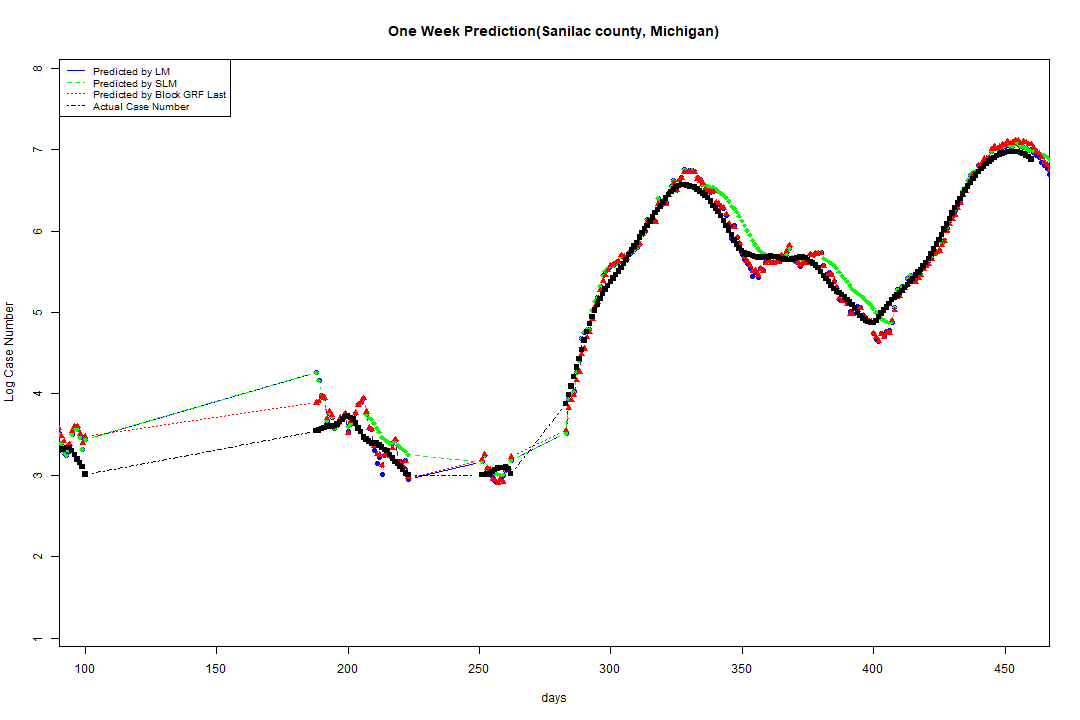 One Week Prediction(Sanilac county, Michigan)
Predicted by LM
Predicted by SLM
Predicted by Block GRF Last
Actual Case Number
Log Case Number
8
7
6
5
4
3
2
1
100 150 200 250 300 350 400 450
days